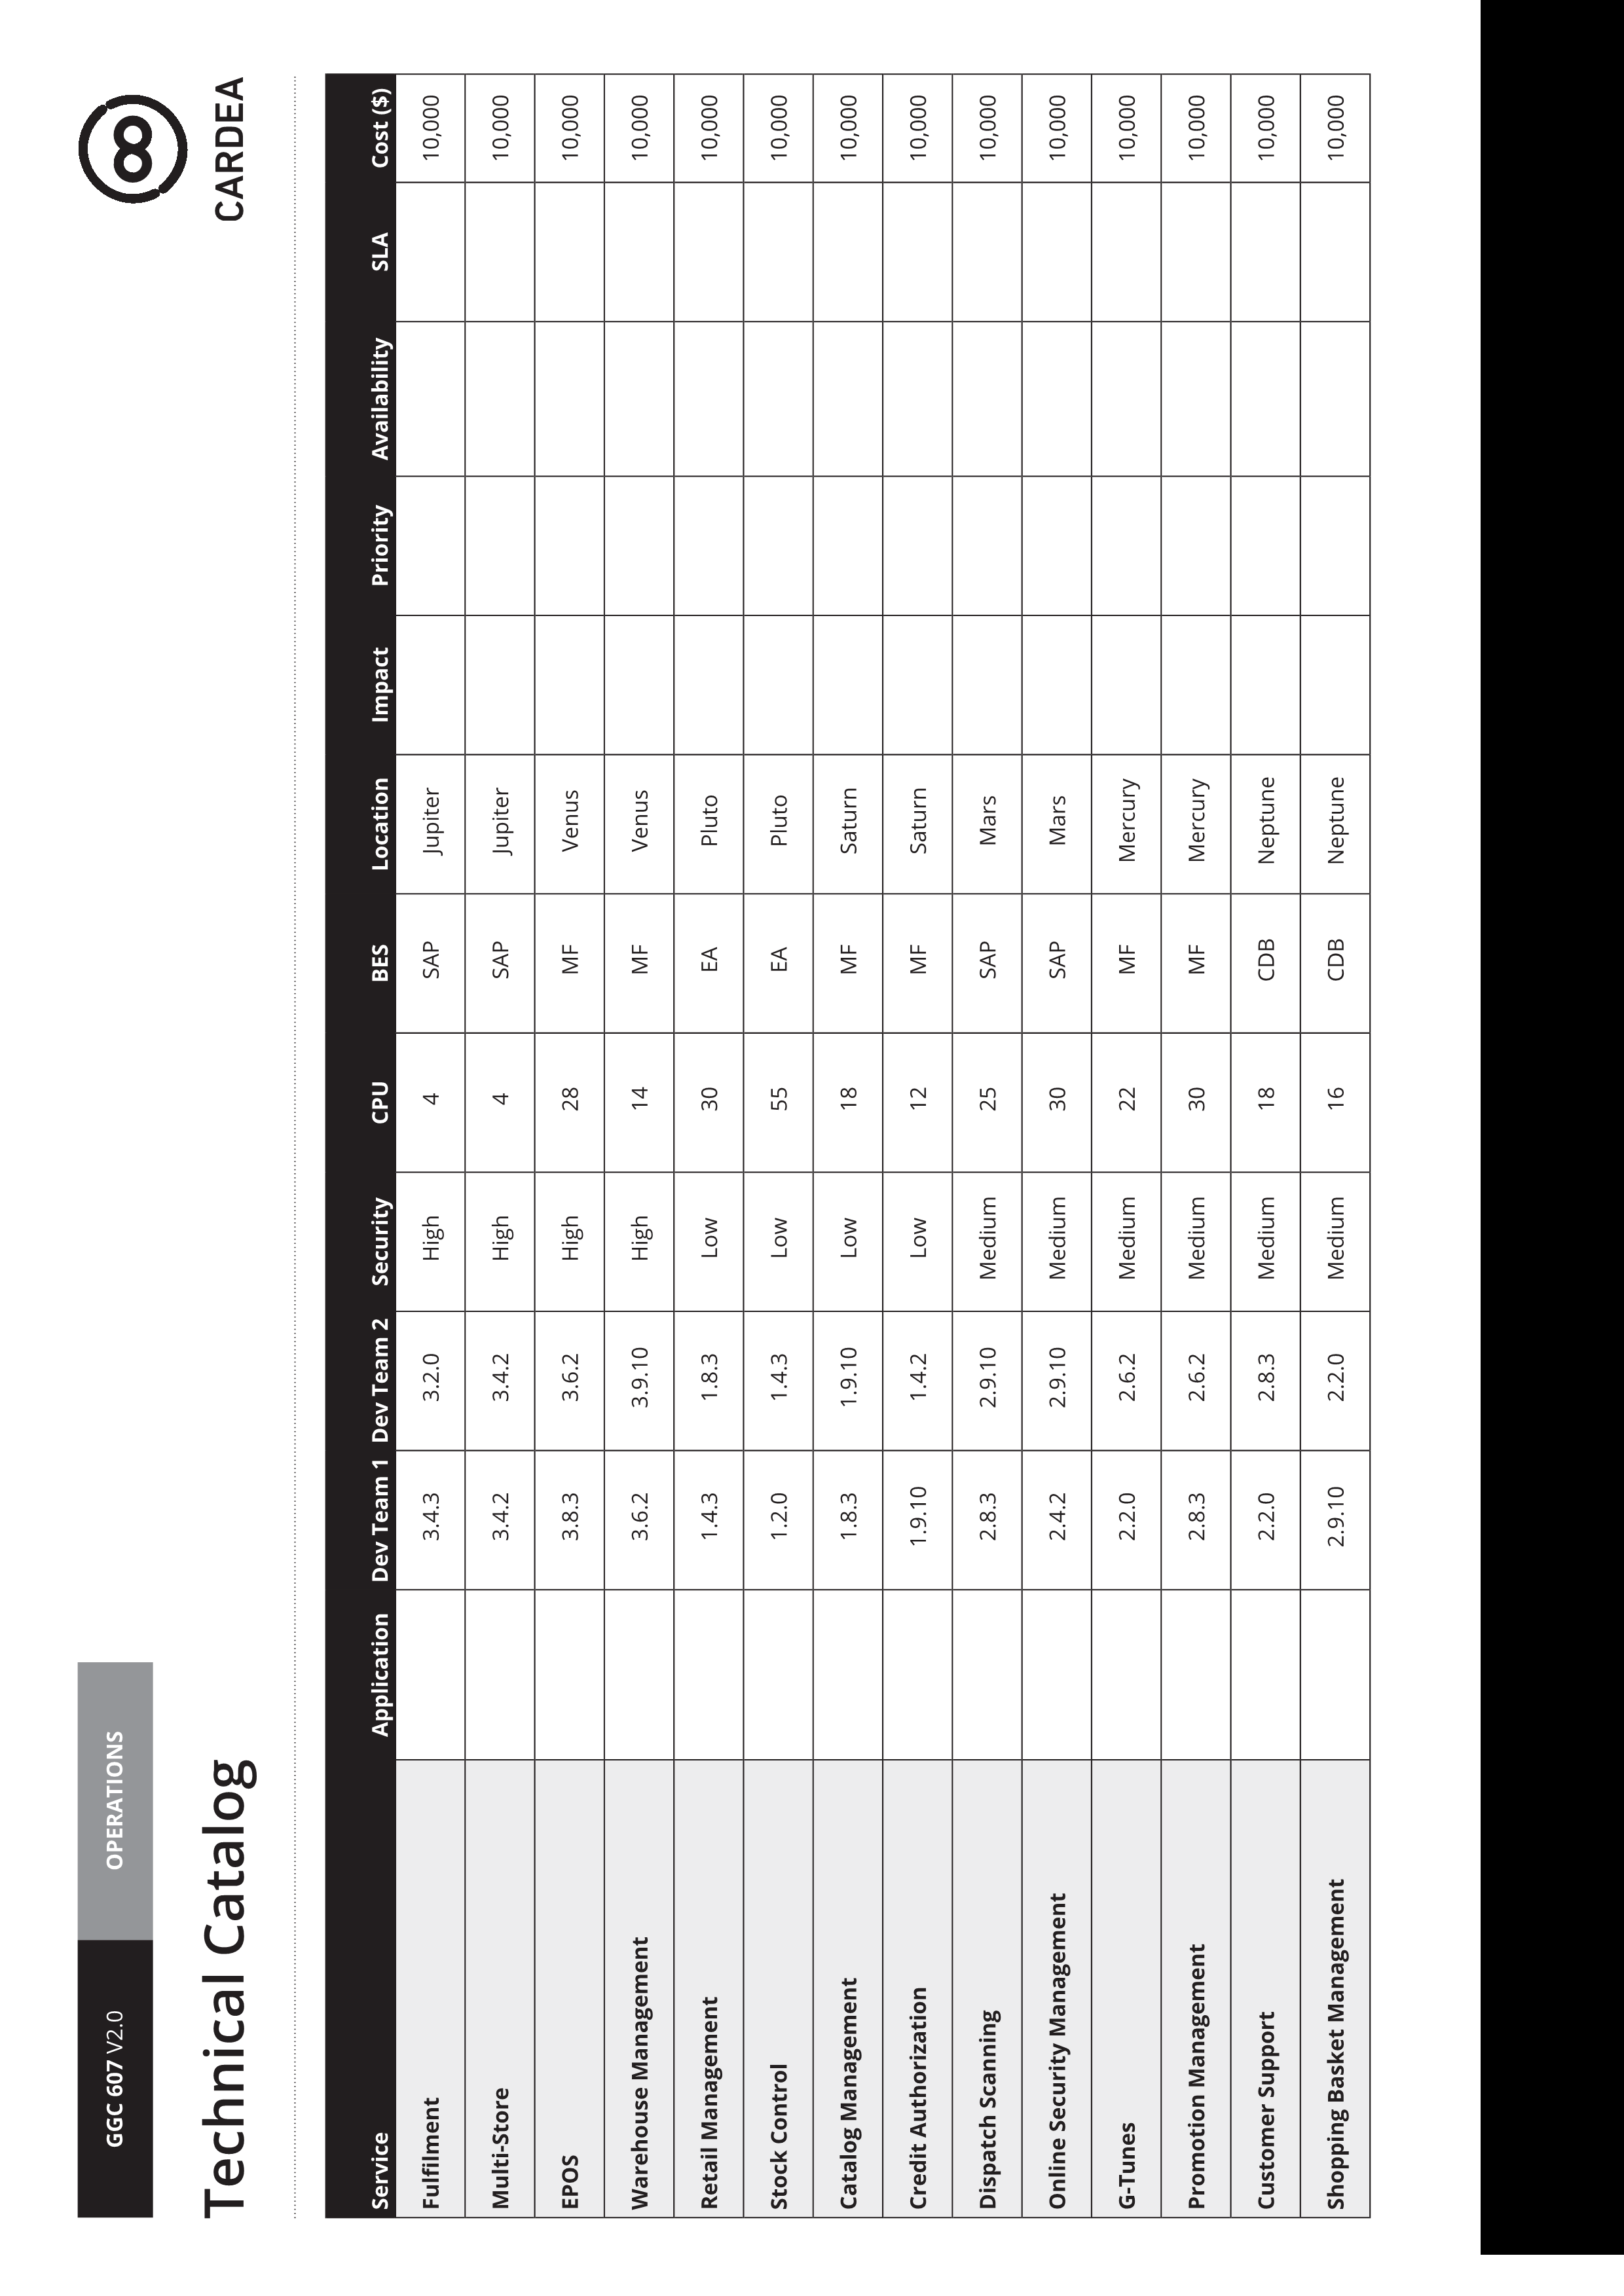 GGC 607 V2.0 OPERATIONS
CARDEA
Technical Catalog
Service Application Dev Team 1 Dev Team 2 Security CPU BES Location Impact Priority Availability SLA Cost ($)
Fulfilment 3.4.3 3.2.0 High 4 SAP Jupiter 10,000
Multi-Store 3.4.2 3.4.2 High 4 SAP Jupiter 10,000
EPOS 3.8.3 3.6.2 High 28 MF Venus 10,000
Warehouse Management 3.6.2 3.9.10 High 14 MF Venus 10,000
Retail Management 1.4.3 1.8.3 Low 30 EA Pluto 10,000
Stock Control 1.2.0 1.4.3 Low 55 EA Pluto 10,000
Catalog Management 1.8.3 1.9.10 Low 18 MF Saturn 10,000
Credit Authorization 1.9.10 1.4.2 Low 12 MF Saturn 10,000
Dispatch Scanning 2.8.3 2.9.10 Medium 25 SAP Mars 10,000
Online Security Management 2.4.2 2.9.10 Medium 30 SAP Mars 10,000
G-Tunes 2.2.0 2.6.2 Medium 22 MF Mercury 10,000
Promotion Management 2.8.3 2.6.2 Medium 30 MF Mercury 10,000
Customer Support 2.2.0 2.8.3 Medium 18 CDB Neptune 10,000
Shopping Basket Management 2.9.10 2.2.0 Medium 16 CDB Neptune 10,000